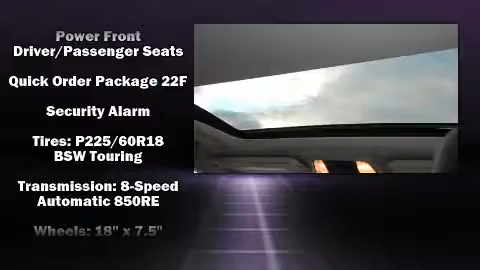 Power Front
Driver/Passenger Seats
Quick Order Package 22F
Security Alarm
Tires: P225/60R18
BSW Touring
Transmission: 8-Speed
Automatic 850RE
Wheels: 18" x 7.5"